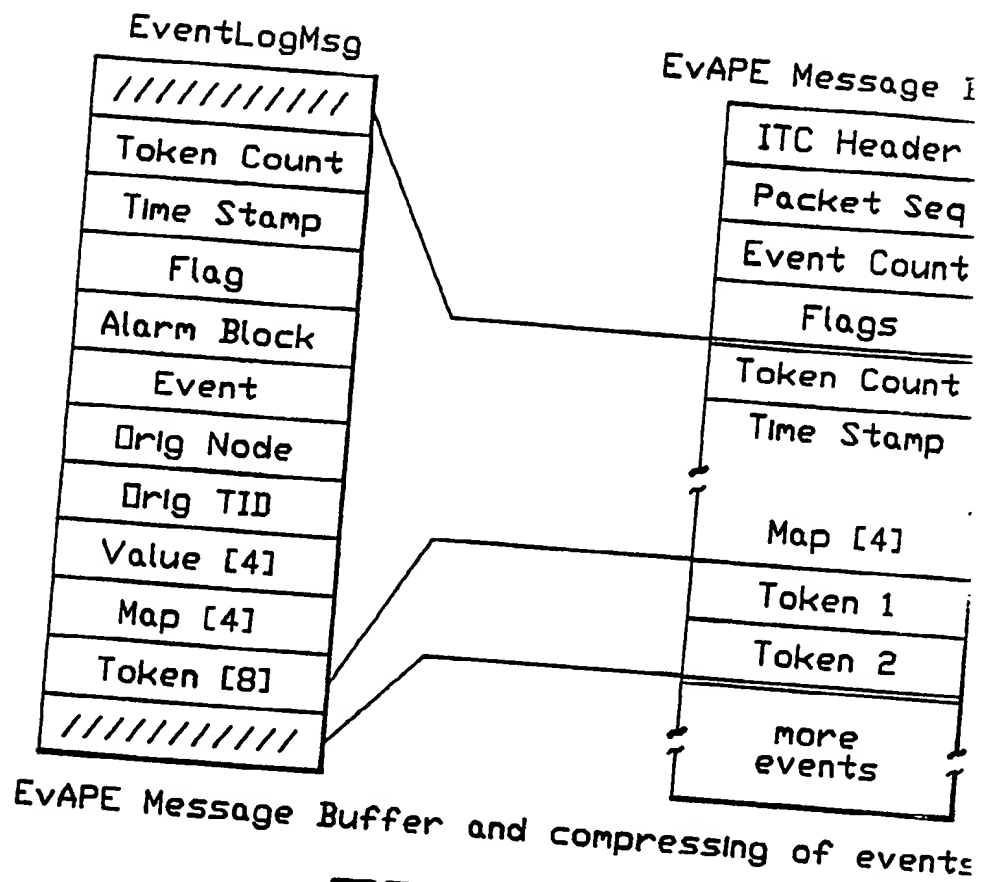 EventLogMsg
Token Count
Time Stamp
Flag
Alarm Block
Event
Orig Node
Orig TID
Value [4]
Map [4]
Token [8]
EvAPE Message
ITC Header
Packet Seq
Event Count
Flags
Token Count
Time Stamp
Map [4]
Token 1
Token 2
more
events
EvAPE Message Buffer and compressing of events